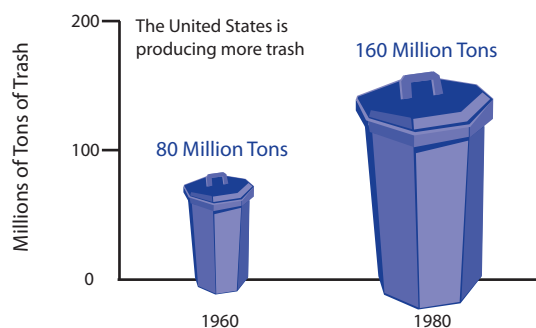 200
The United States is
producing more trash
160 Million Tons
Millions of Tons of Trash
100
80 Million Tons
0
1960
1980